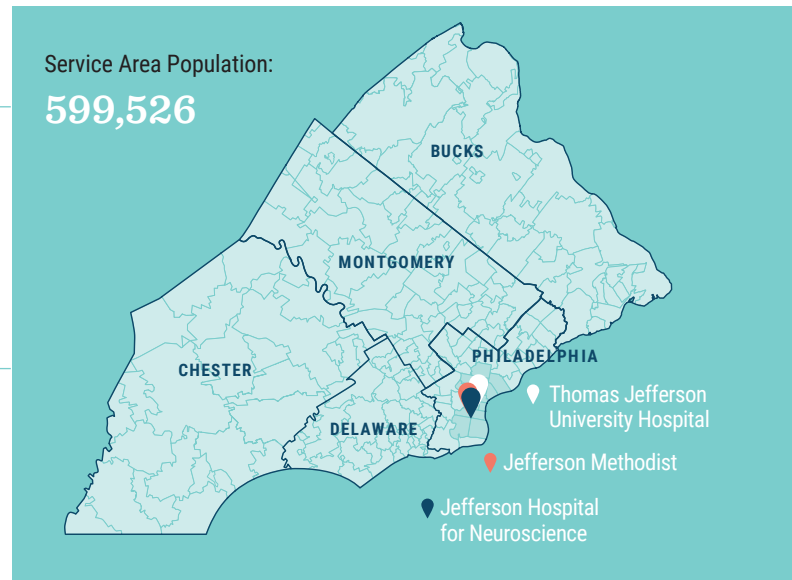 Service Area Population:
599,526
BUCKS
MONTGOMERY
CHESTER
PHILADELPHIA
DELAWARE
Thomas Jefferson
University Hospital
Jefferson Methodist
Jefferson Hospital
for Neuroscience